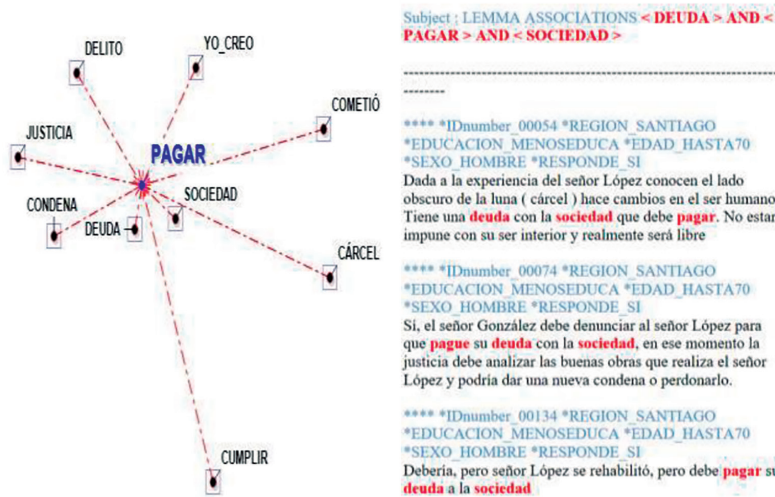 DELITO
YO_CREO
COMETIÓ
JUSTICIA
PAGAR
CONDENA
SOCIEDAD
DEUDA
CÁRCEL
CUMPLIR
Subject : LEMMA ASSOCIATIONS < DEUDA > AND <
PAGAR > AND < SOCIEDAD >
--------------------------------------------------------------------------------
--------
**** *IDnumber_00054 *REGION_SANTIAGO
*EDUCACION_MENOSEDUCA *EDAD_HASTA70
*SEXO_HOMBRE *RESPONDE_SI
Dada a la experiencia del señor López conocen el lado
obscuro de la luna ( cárcel ) hace cambios en el ser humano
Tiene una deuda con la sociedad que debe pagar. No estar
impune con su ser interior y realmente será libre
**** *IDnumber_00074 *REGION_SANTIAGO
*EDUCACION_MENOSEDUCA *EDAD_HASTA70
*SEXO_HOMBRE *RESPONDE_SI
Sí, el señor González debe denunciar al señor López para
que pague su deuda con la sociedad, en ese momento la
justicia debe analizar las buenas obras que realiza el señor
López y podría dar una nueva condena o perdonarlo.
**** *IDnumber_00134 *REGION_SANTIAGO
*EDUCACION_MENOSEDUCA *EDAD_HASTA70
*SEXO_HOMBRE *RESPONDE_SI
Debería, pero señor López se rehabilitó, pero debe pagar su
deuda a la sociedad